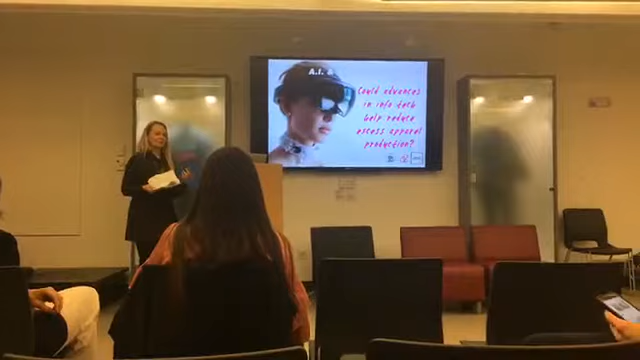 A.I. &
Could advances
in info tech
help reduce
excess apparel
production?